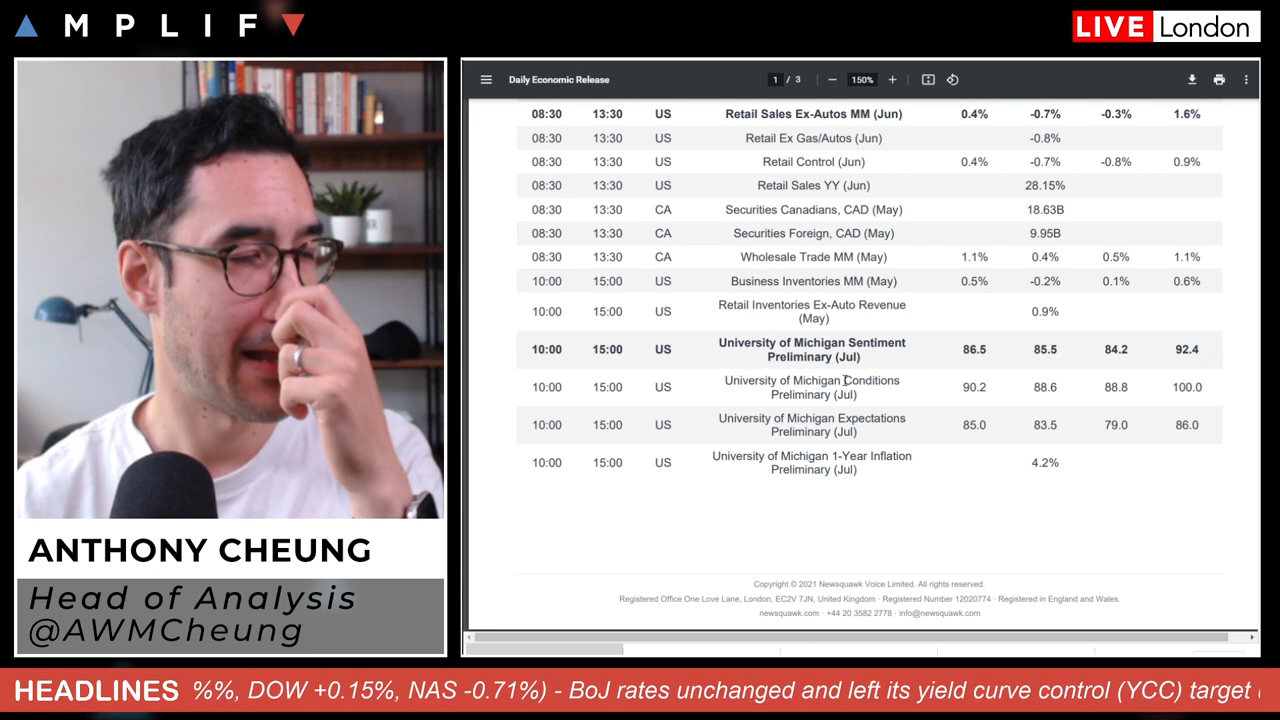 AMPLIFY
LIVE London
Daily Economic Release
1 / 3
150%
08:30 13:30 US Retail Sales Ex-Autos MM (Jun) 0.4% -0.7% -0.3% 1.6%
08:30 13:30 US Retail Ex Gas/Autos (Jun) -0.8%
08:30 13:30 US Retail Control (Jun) 0.4% -0.7% -0.8% 0.9%
08:30 13:30 US Retail Sales YY (Jun) 28.15%
08:30 13:30 CA Securities Canadians, CAD (May) 18.63B
08:30 13:30 CA Securities Foreign, CAD (May) 9.95B
08:30 13:30 CA Wholesale Trade MM (May) 1.1% 0.4% 0.5% 1.1%
10:00 15:00 US Business Inventories MM (May) 0.5% -0.2% 0.1% 0.6%
Retail Inventories Ex-Auto Revenue
10:00 15:00 US (May) 0.9%
University of Michigan Sentiment
10:00 15:00 US Preliminary (Jul) 86.5 85.5 84.2 92.4
University of Michigan Conditions
10:00 15:00 US Preliminary (Jul) 90.2 88.6 88.8 100.0
University of Michigan Expectations
10:00 15:00 US Preliminary (Jul) 85.0 83.5 79.0 86.0
University of Michigan 1-Year Inflation
10:00 15:00 US Preliminary (Jul) 4.2%
Copyright © 2021 Newsquawk Voice Limited. All rights reserved.
Registered Office One Love Lane, London, EC2V 7JN, United Kingdom · Registered Number 12020774 · Registered in England and Wales.
newsquawk.com · +44 20 3582 2778 · info@newsquawk.com
ANTHONY CHEUNG
Head of Analysis
@AWMCheung
HEADLINES %%, DOW +0.15%, NAS -0.71%) - BoJ rates unchanged and left its yield curve control (YCC) target